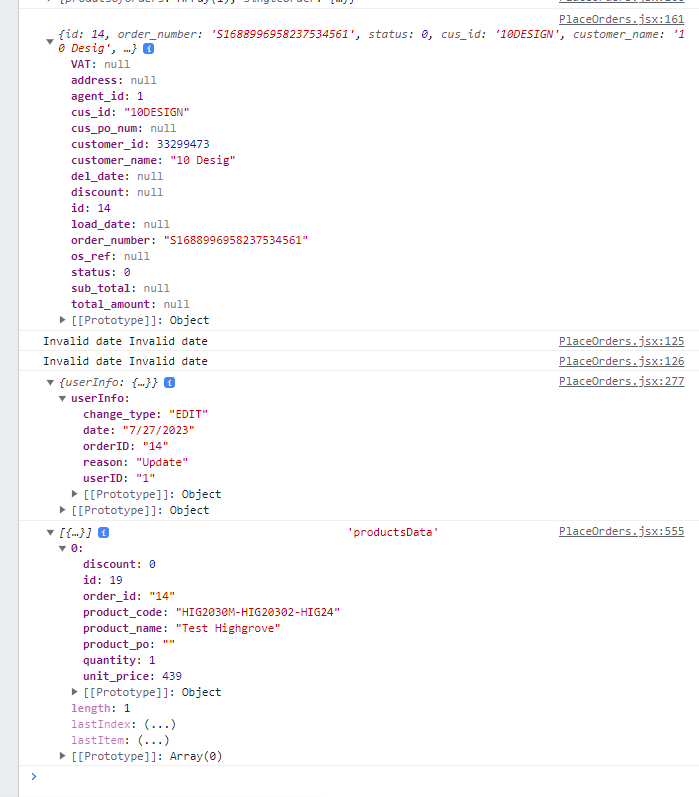 PlaceOrders.jsx:161
{id: 14, order_number: 'S1688996958237534561', status: 0, cus_id: '10DESIGN', customer_name: '1
0 Desig', …}
VAT: null
address: null
agent_id: 1
cus_id: "10DESIGN"
cus_po_num: null
customer_id: 33299473
customer_name: "10 Desig"
del_date: null
discount: null
id: 14
load_date: null
order_number: "S1688996958237534561"
os_ref: null
status: 0
sub_total: null
total_amount: null
[[Prototype]]: Object
Invalid date Invalid date PlaceOrders.jsx:125
Invalid date Invalid date PlaceOrders.jsx:126
{userInfo: {…}} PlaceOrders.jsx:277
userInfo:
change_type: "EDIT"
date: "7/27/2023"
orderID: "14"
reason: "Update"
userID: "1"
[[Prototype]]: Object
[[Prototype]]: Object
[{…}] 'productsData' PlaceOrders.jsx:555
0:
discount: 0
id: 19
order_id: "14"
product_code: "HIG2030M-HIG20302-HIG24"
product_name: "Test Highgrove"
product_po: ""
quantity: 1
unit_price: 439
[[Prototype]]: Object
length: 1
lastIndex: (...)
lastItem: (...)
[[Prototype]]: Array(0)